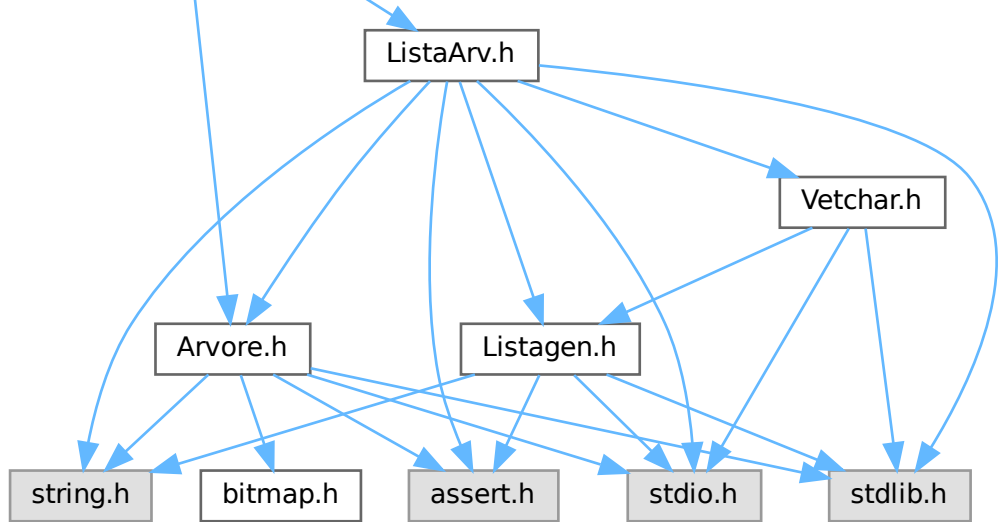 ListaArv.h
Vetchar.h
Arvore.h
Listagen.h
string.h
bitmap.h
assert.h
stdio.h
stdlib.h